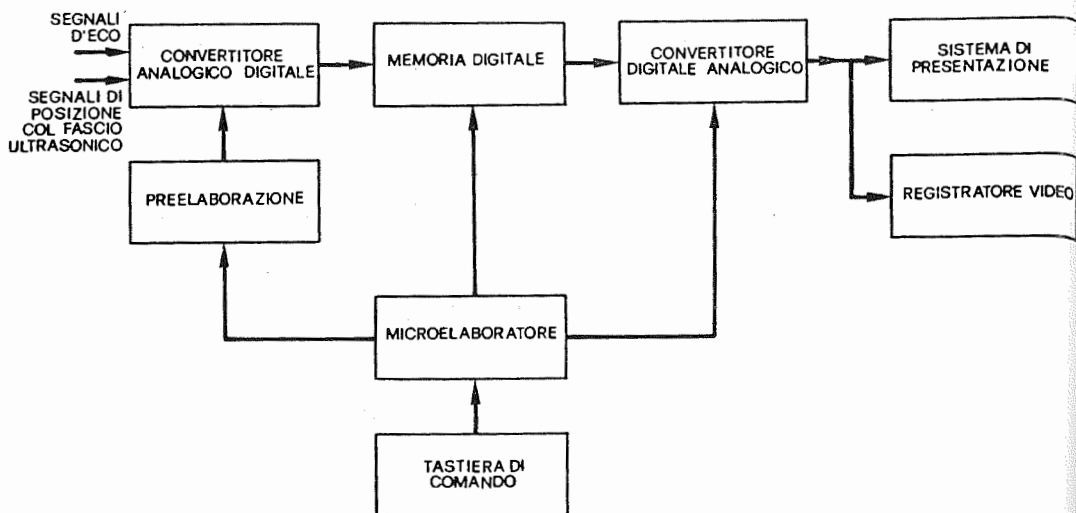 SEGNALI
D'ECO
SEGNALI DI
POSIZIONE
COL FASCIO
ULTRASONICO
CONVERTITORE
ANALOGICO DIGITALE
MEMORIA DIGITALE
CONVERTITORE
DIGITALE ANALOGICO
SISTEMA DI
PRESENTAZIONE
PREELABORAZIONE
REGISTRATORE VIDEO
MICROELABORATORE
TASTIERA DI
COMANDO